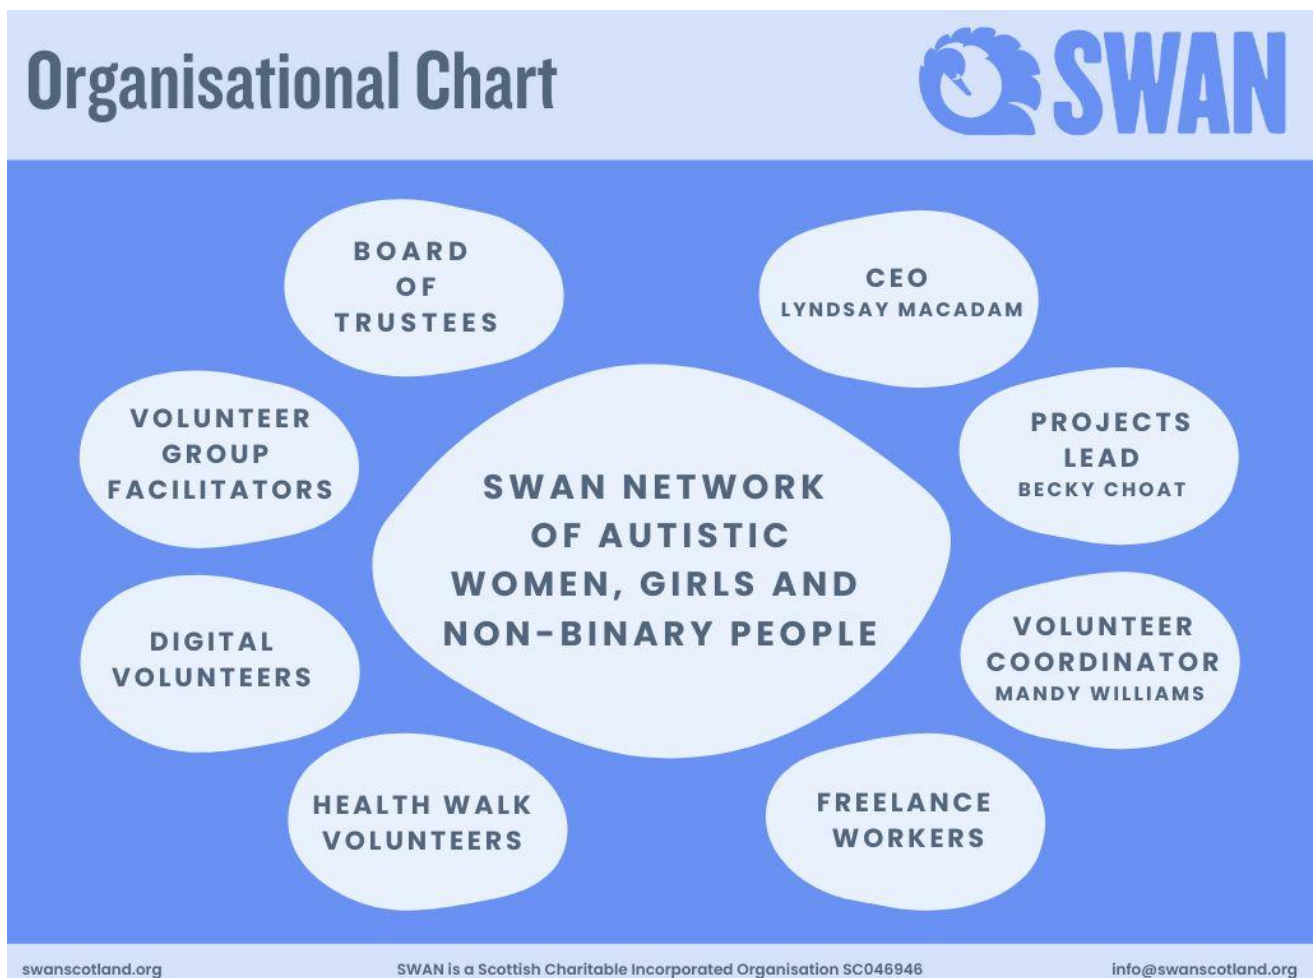 Organisational Chart
SWAN
BOARD
OF
TRUSTEES
CEO
LYNDSAY MACADAM
VOLUNTEER
GROUP
FACILITATORS
PROJECTS
LEAD
BECKY CHOAT
SWAN NETWORK
OF AUTISTIC
WOMEN, GIRLS AND
NON-BINARY PEOPLE
DIGITAL
VOLUNTEERS
VOLUNTEER
COORDINATOR
MANDY WILLIAMS
HEALTH WALK
VOLUNTEERS
FREELANCE
WORKERS
swanscotland.org
SWAN is a Scottish Charitable Incorporated Organisation SC046946
info@swanscotland.org